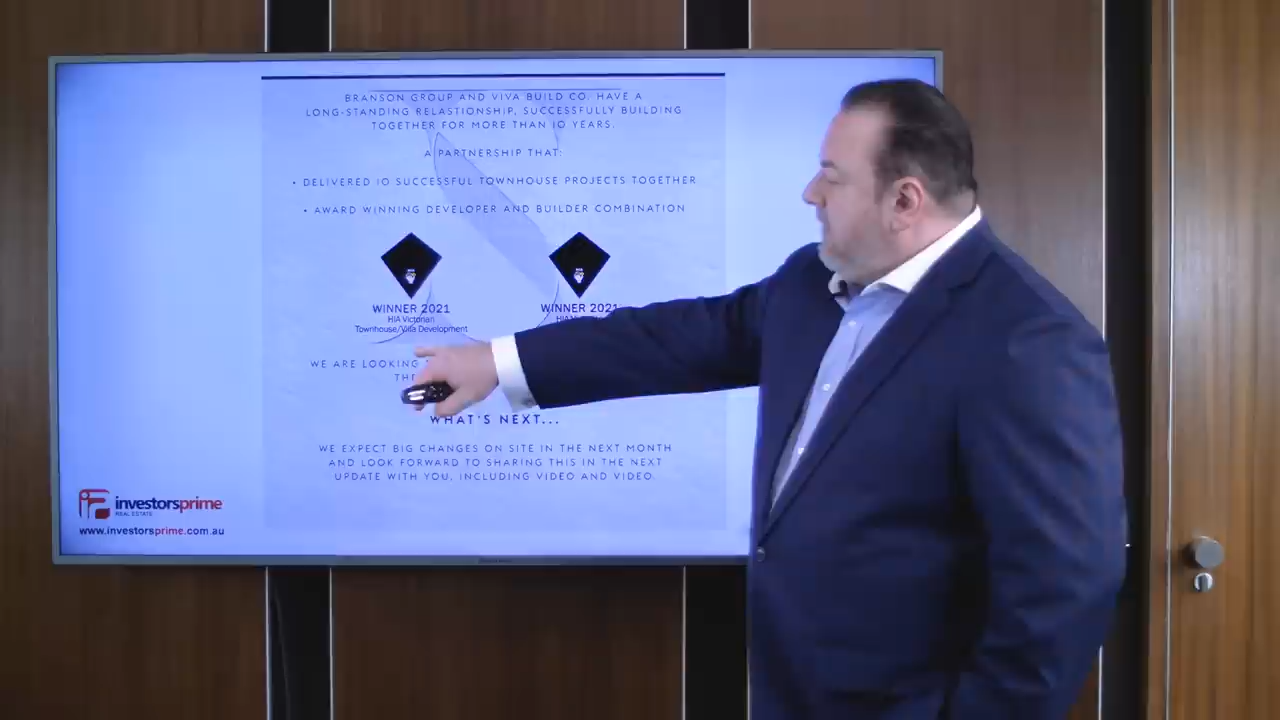 BRANSON GROUP AND VIVA BUILD CO. HAVE A
LONG-STANDING RELASTIONSHIP, SUCCESSFULLY BUILDING
TOGETHER FOR MORE THAN 10 YEARS.
A PARTNERSHIP THAT:
• DELIVERED 10 SUCCESSFUL TOWNHOUSE PROJECTS TOGETHER
• AWARD WINNING DEVELOPER AND BUILDER COMBINATION
WINNER 2021
HIA Victorian
Townhouse/Villa Development
WINNER 2021
WE ARE LOOKING
WHAT'S NEXT...
WE EXPECT BIG CHANGES ON SITE IN THE NEXT MONTH
AND LOOK FORWARD TO SHARING THIS IN THE NEXT
UPDATE WITH YOU, INCLUDING VIDEO AND VIDEO.
investorsprime
REAL ESTATE
www.investorsprime.com.au